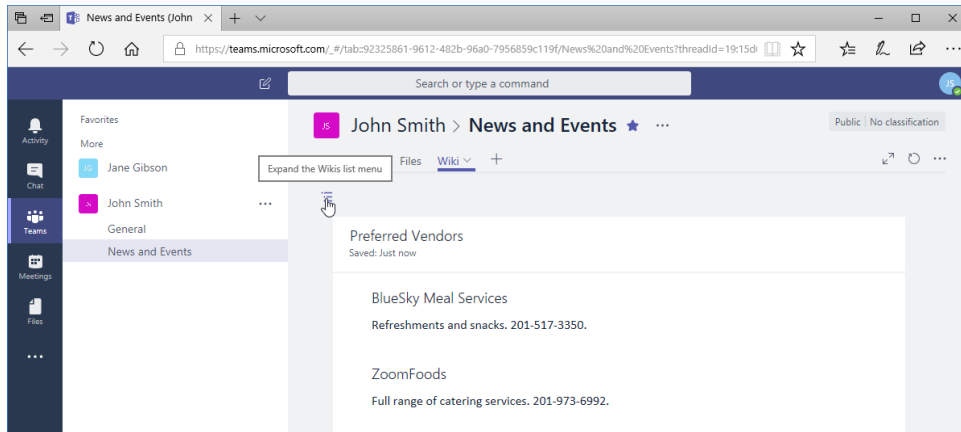 News and Events (John
https://teams.microsoft.com/_#/tab::92325861-9612-482b-96a0-7956859c119f/News%20and%20Events?threadId=19:15d
Search or type a command
JS
Activity
Chat
Teams
Meetings
Files
Favorites
More
JG Jane Gibson
JS John Smith
General
News and Events
JS John Smith > News and Events
Public No classification
Expand the Wikis list menu
Files Wiki
Preferred Vendors
Saved: Just now
BlueSky Meal Services
Refreshments and snacks. 201-517-3350.
ZoomFoods
Full range of catering services. 201-973-6992.